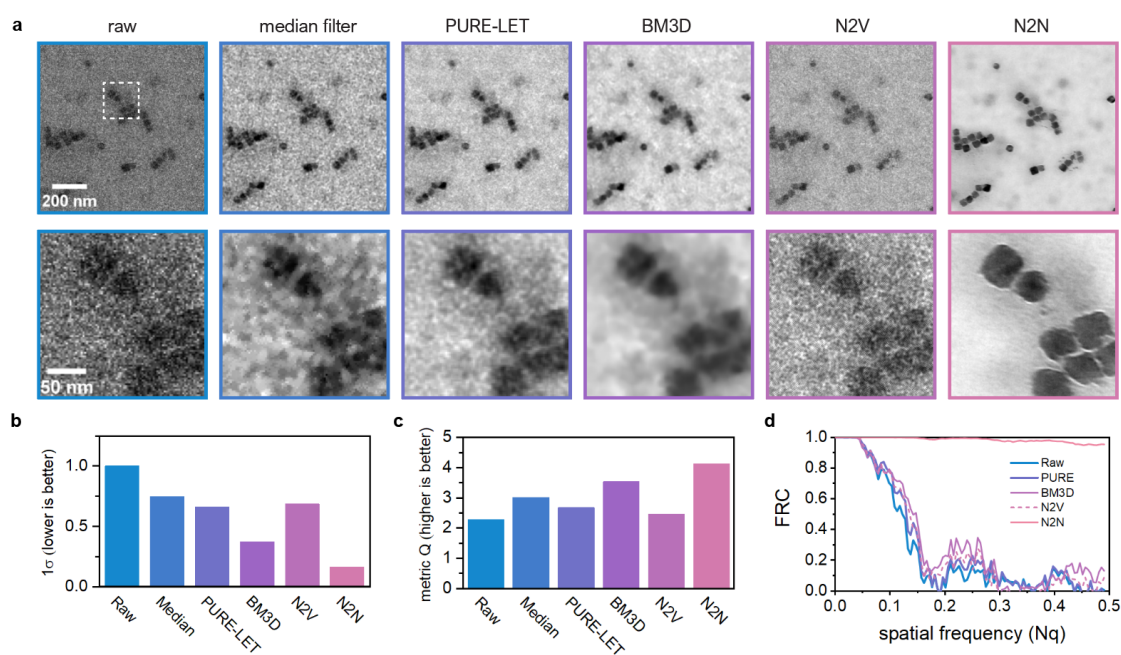 a
raw
median filter
PURE-LET
BM3D
N2V
N2N
200 nm
50 nm
b
1σ (lower is better)
1.0
0.5
0.0
Raw
Median
PURE-LET
BM3D
N2V
N2N
c
metric Q (higher is better)
5
4
3
2
1
0
Raw
Median
PURE-LET
BM3D
N2V
N2N
d
FRC
1.0
0.8
0.6
0.4
0.2
0.0
Raw
PURE
BM3D
N2V
N2N
0.0
0.1
0.2
0.3
0.4
0.5
spatial frequency (Nq)